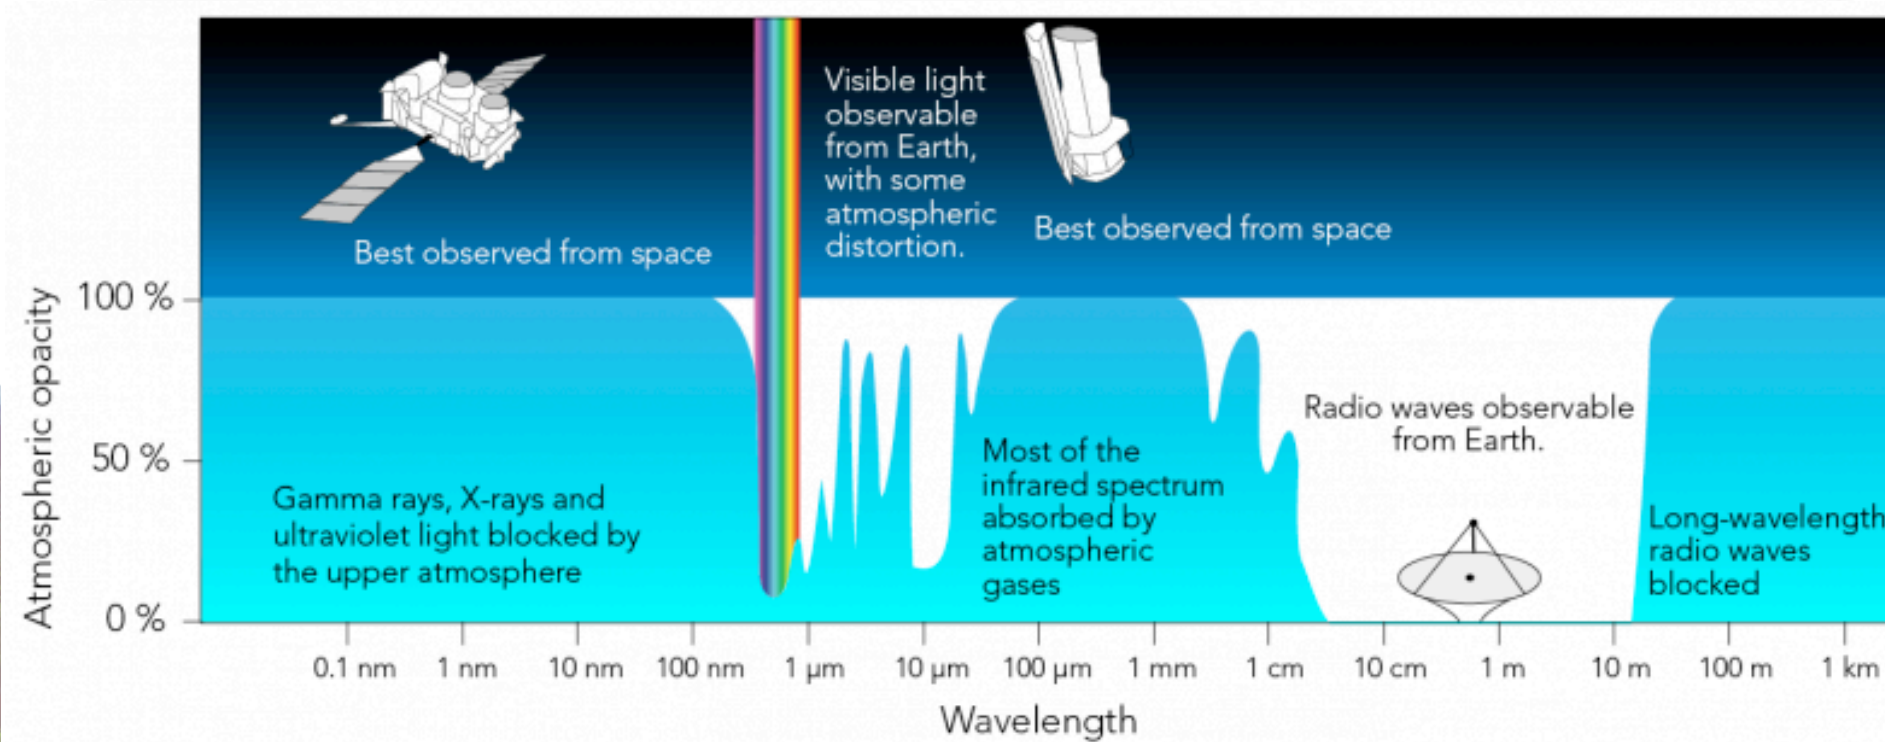 Visible light
observable
from Earth,
with some
atmospheric
distortion.
Best observed from space
Best observed from space
Atmospheric opacity
100 %
50 %
0 %
Gamma rays, X-rays and
ultraviolet light blocked by
the upper atmosphere
Most of the
infrared spectrum
absorbed by
atmospheric
gases
Radio waves observable
from Earth.
Long-wavelength
radio waves
blocked
0.1 nm 1 nm 10 nm 100 nm 1 μm 10 μm 100 μm 1 mm 1 cm 10 cm 1 m 10 m 100 m 1 km
Wavelength